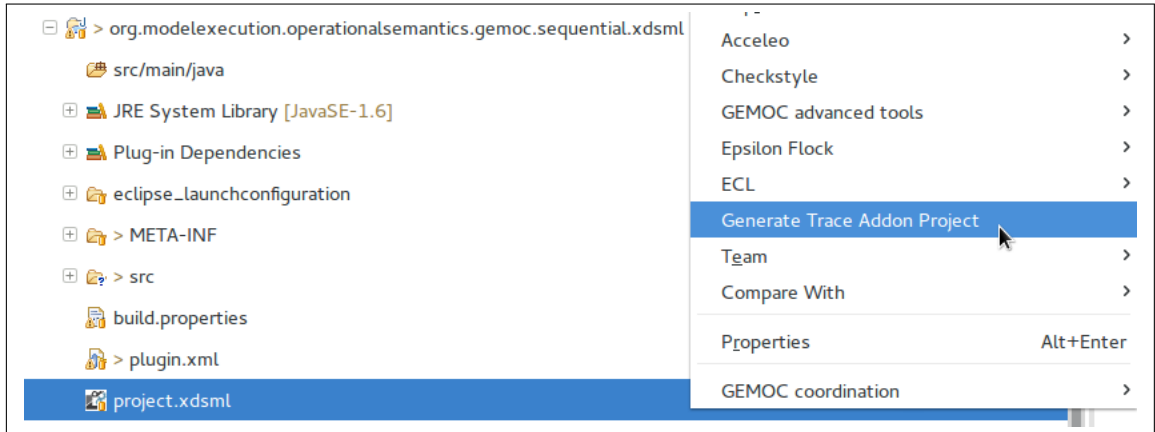 > org.modelexecution.operationalsemantics.gemoc.sequential.xdsml
src/main/java
JRE System Library [JavaSE-1.6]
Plug-in Dependencies
eclipse_launchconfiguration
> META-INF
> src
build.properties
> plugin.xml
project.xdsml
Acceleo
Checkstyle
GEMOC advanced tools
Epsilon Flock
ECL
Generate Trace Addon Project
Team
Compare With
Properties Alt+Enter
GEMOC coordination